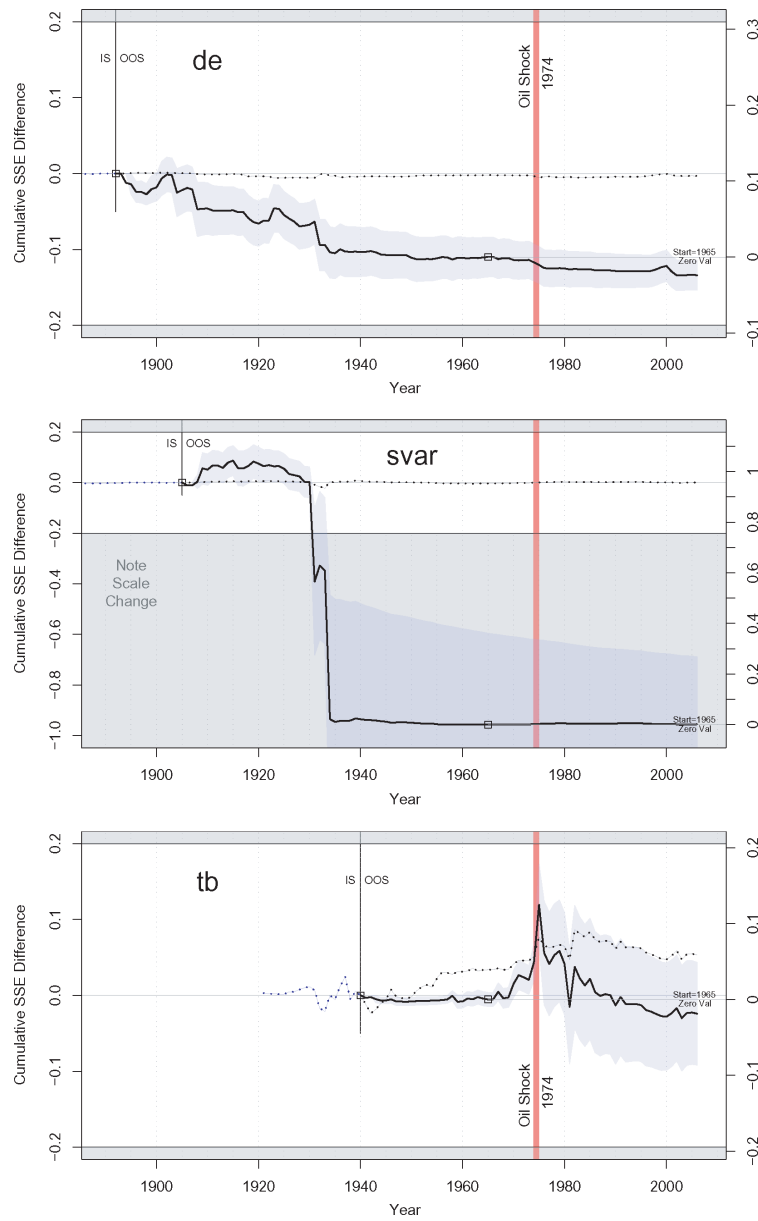 0.2
0.1
0.0
−0.1
−0.2
Cumulative SSE Difference
IS OOS
de
Oil Shock
1974
Start=1965
Zero Val
0.3
0.2
0.1
0
−0.1
1900 1920 1940 1960 1980 2000
Year
0.2
0.0
−0.2
−0.4
−0.6
−0.8
−1.0
Cumulative SSE Difference
IS OOS
svar
Note
Scale
Change
Start=1965
Zero Val
1
0.8
0.6
0.4
0.2
0
1900 1920 1940 1960 1980 2000
Year
0.2
0.1
0.0
−0.1
−0.2
Cumulative SSE Difference
IS OOS
tb
Oil Shock
1974
Start=1965
Zero Val
0.2
0.1
0
−0.1
−0.2
1900 1920 1940 1960 1980 2000
Year